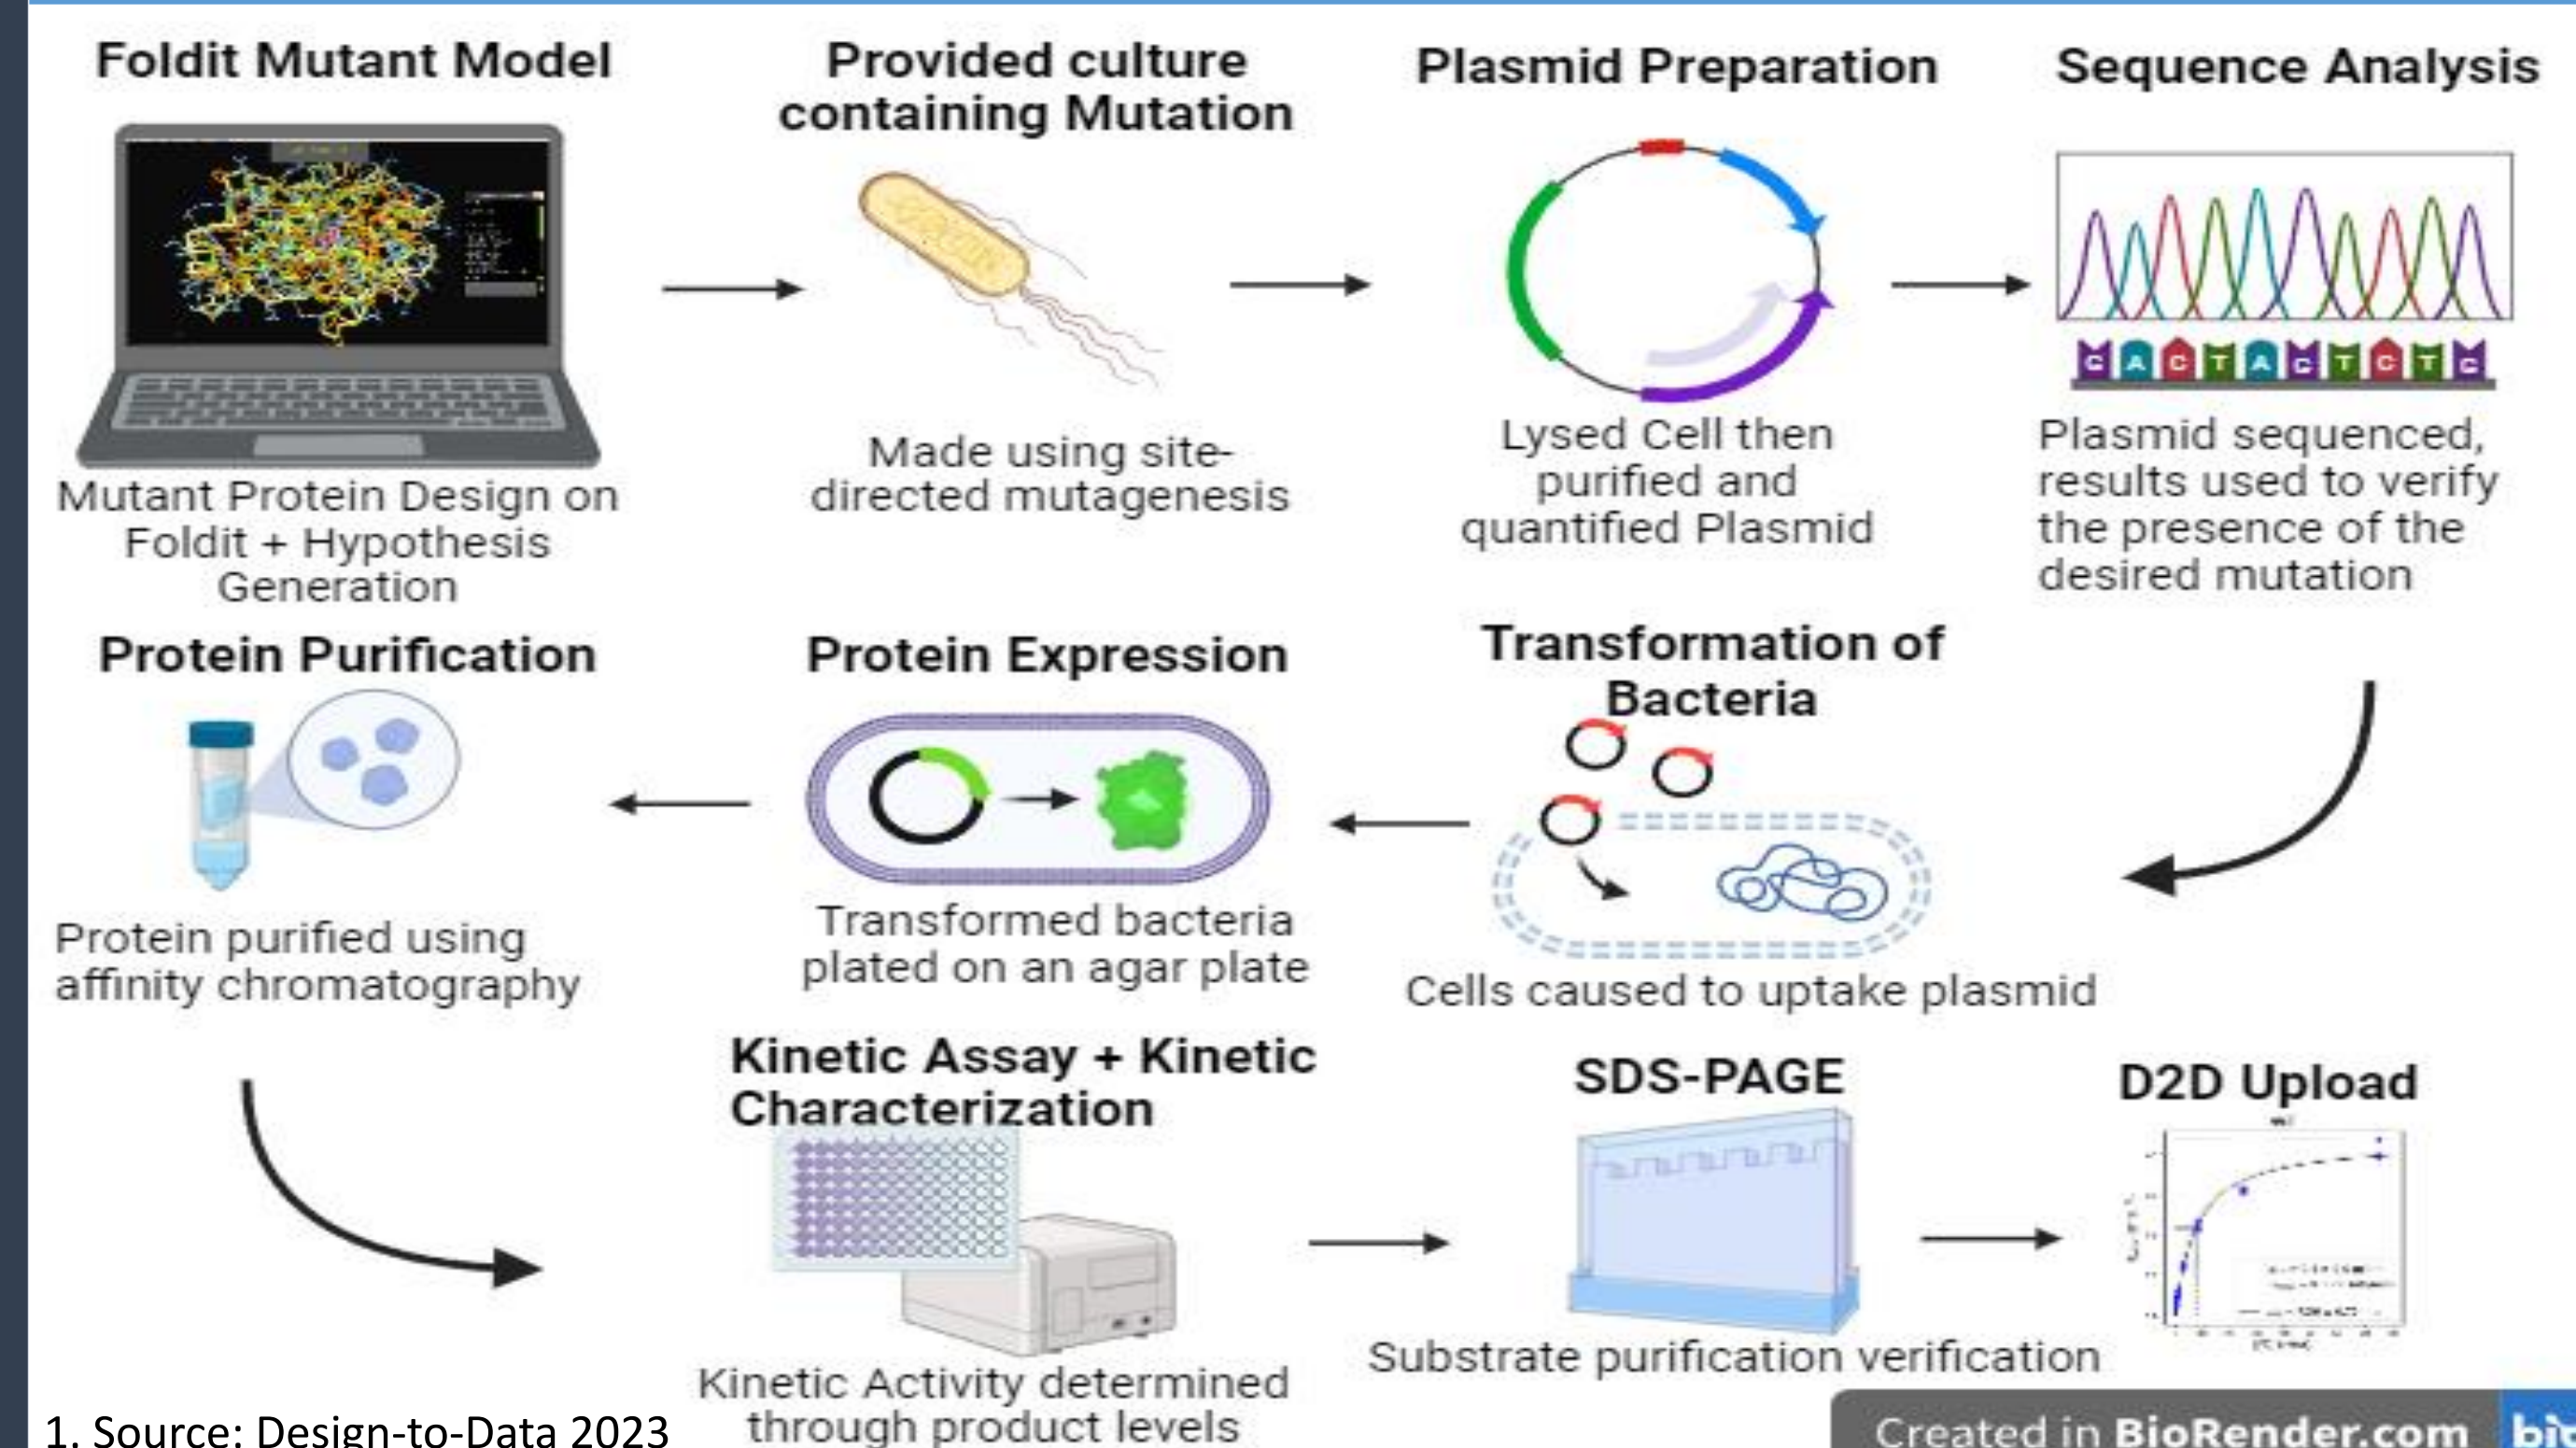 Foldit Mutant Model
Mutant Protein Design on
Foldit + Hypothesis
Generation
Provided culture
containing Mutation
Made using site-
directed mutagenesis
Plasmid Preparation
Lysed Cell then
purified and
quantified Plasmid
Sequence Analysis
G A C T A G T C T G
Plasmid sequenced,
results used to verify
the presence of the
desired mutation
Transformation of
Bacteria
Cells caused to uptake plasmid
Protein Expression
Transformed bacteria
plated on an agar plate
Protein Purification
Protein purified using
affinity chromatography
Kinetic Assay + Kinetic
Characterization
Kinetic Activity determined
through product levels
SDS-PAGE
Substrate purification verification
D2D Upload
1. Source: Design-to-Data 2023
Created in BioRender.com